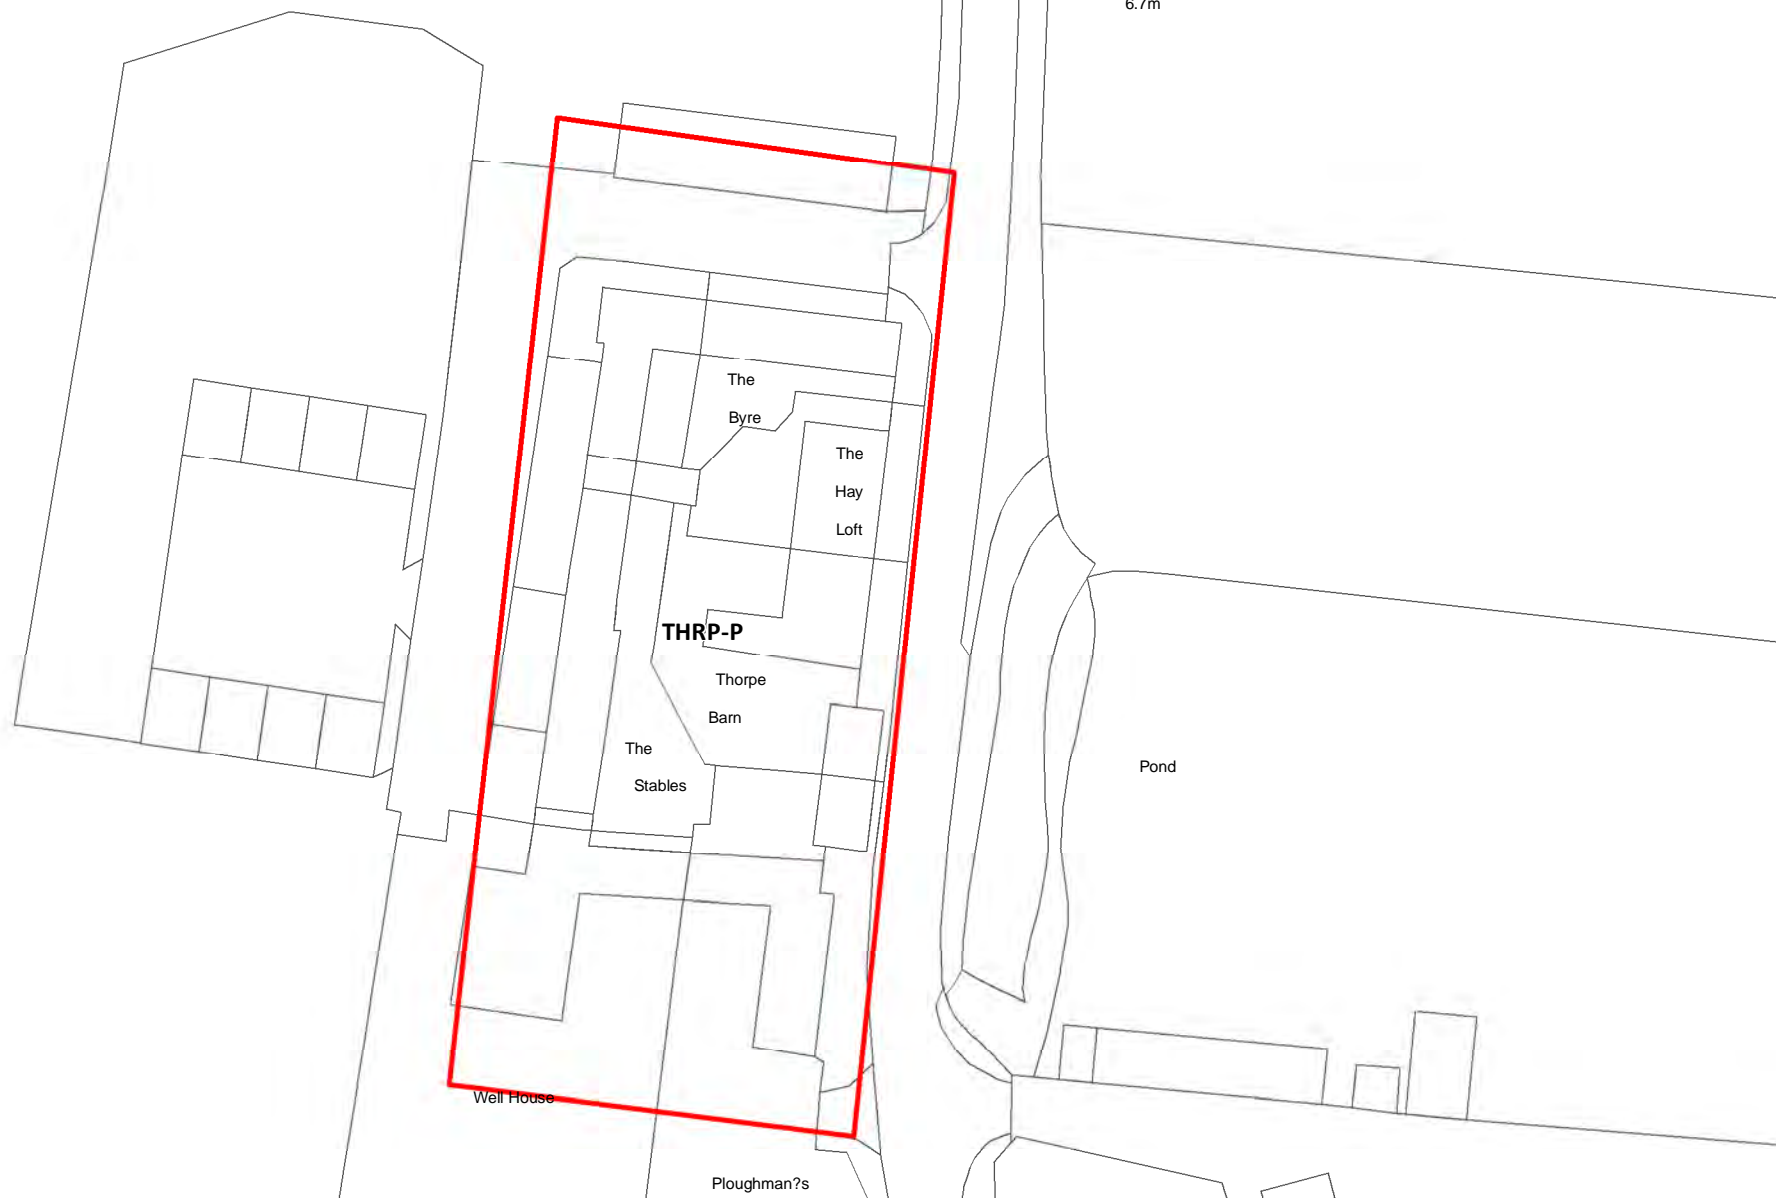 6.7m
The
Byre
The
Hay
Loft
THRP-P
Thorpe
Barn
The
Stables
Pond
Well House
Ploughman?s